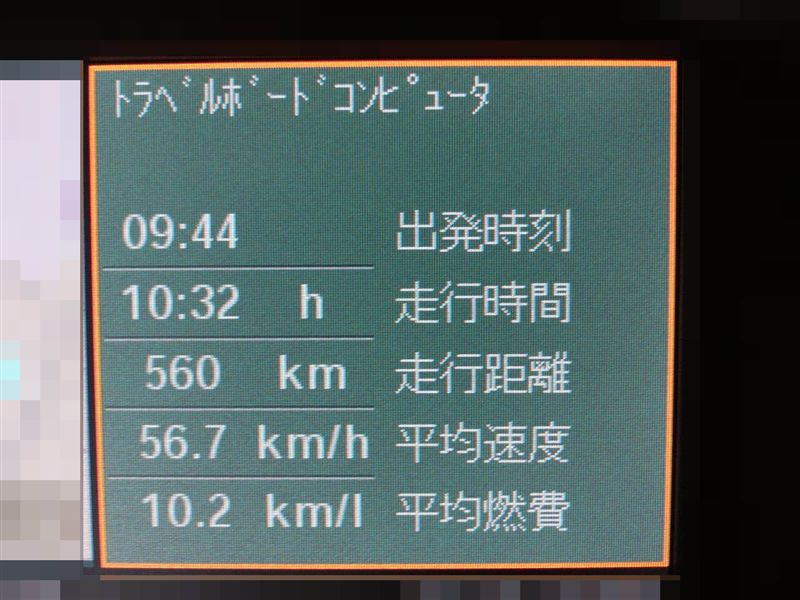 ﾄﾗﾍﾞﾙﾎﾞｰﾄﾞｺﾝﾋﾟｭｰﾀ
09:44 出発時刻
10:32 h 走行時間
560 km 走行距離
56.7 km/h 平均速度
10.2 km/l 平均燃費